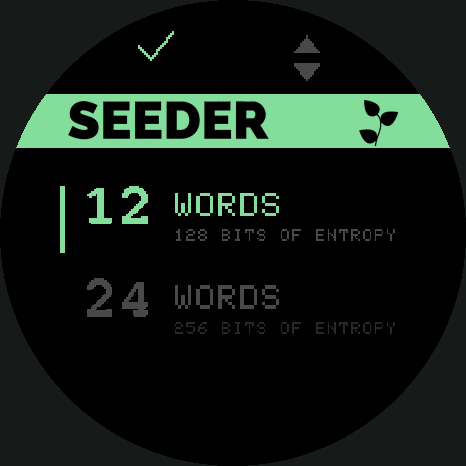 SEEDER
12 WORDS
128 BITS OF ENTROPY
24 WORDS
256 BITS OF ENTROPY